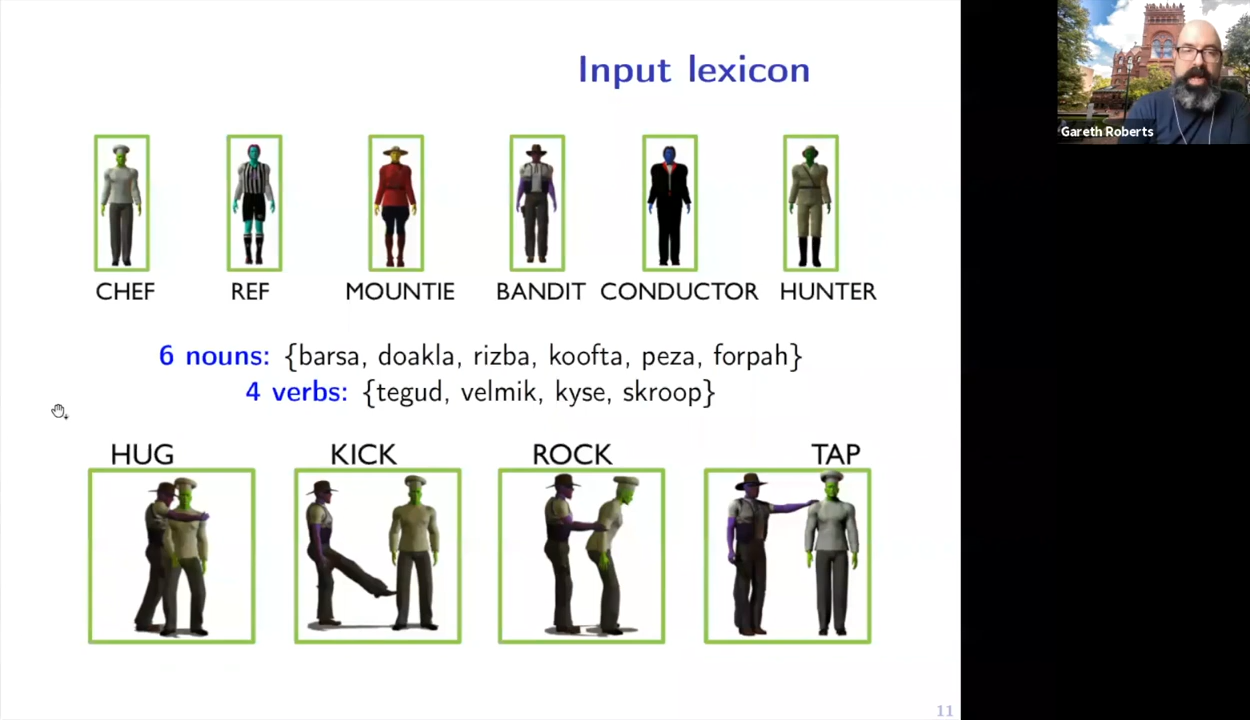 Input lexicon
Gareth Roberts
CHEF REF MOUNTIE BANDIT CONDUCTOR HUNTER
6 nouns: {barsa, doakla, rizba, koofta, peza, forpah}
4 verbs: {tegud, velmik, kyse, skroop}
HUG KICK ROCK TAP
11